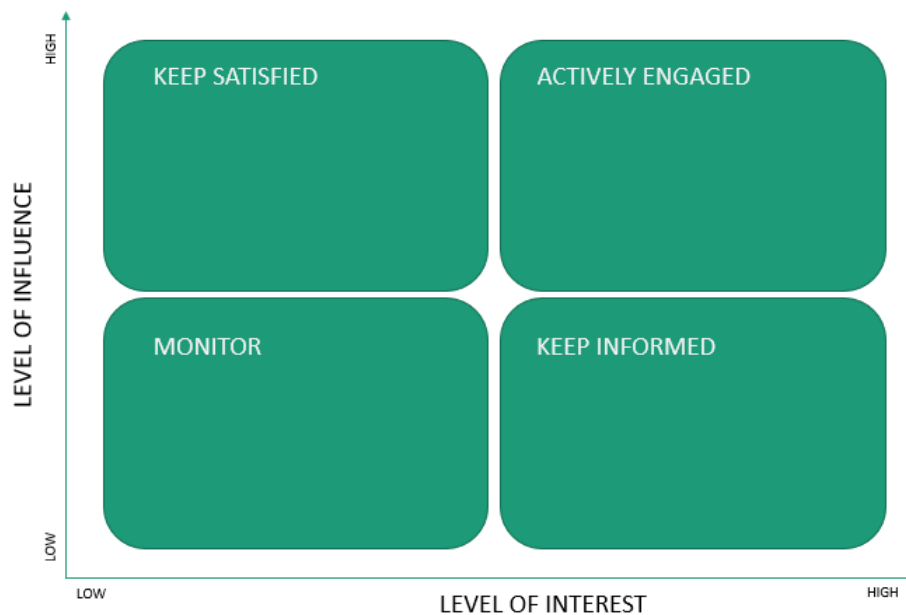 HIGH
KEEP SATISFIED
ACTIVELY ENGAGED
LEVEL OF INFLUENCE
MONITOR
KEEP INFORMED
LOW
LOW
LEVEL OF INTEREST
HIGH